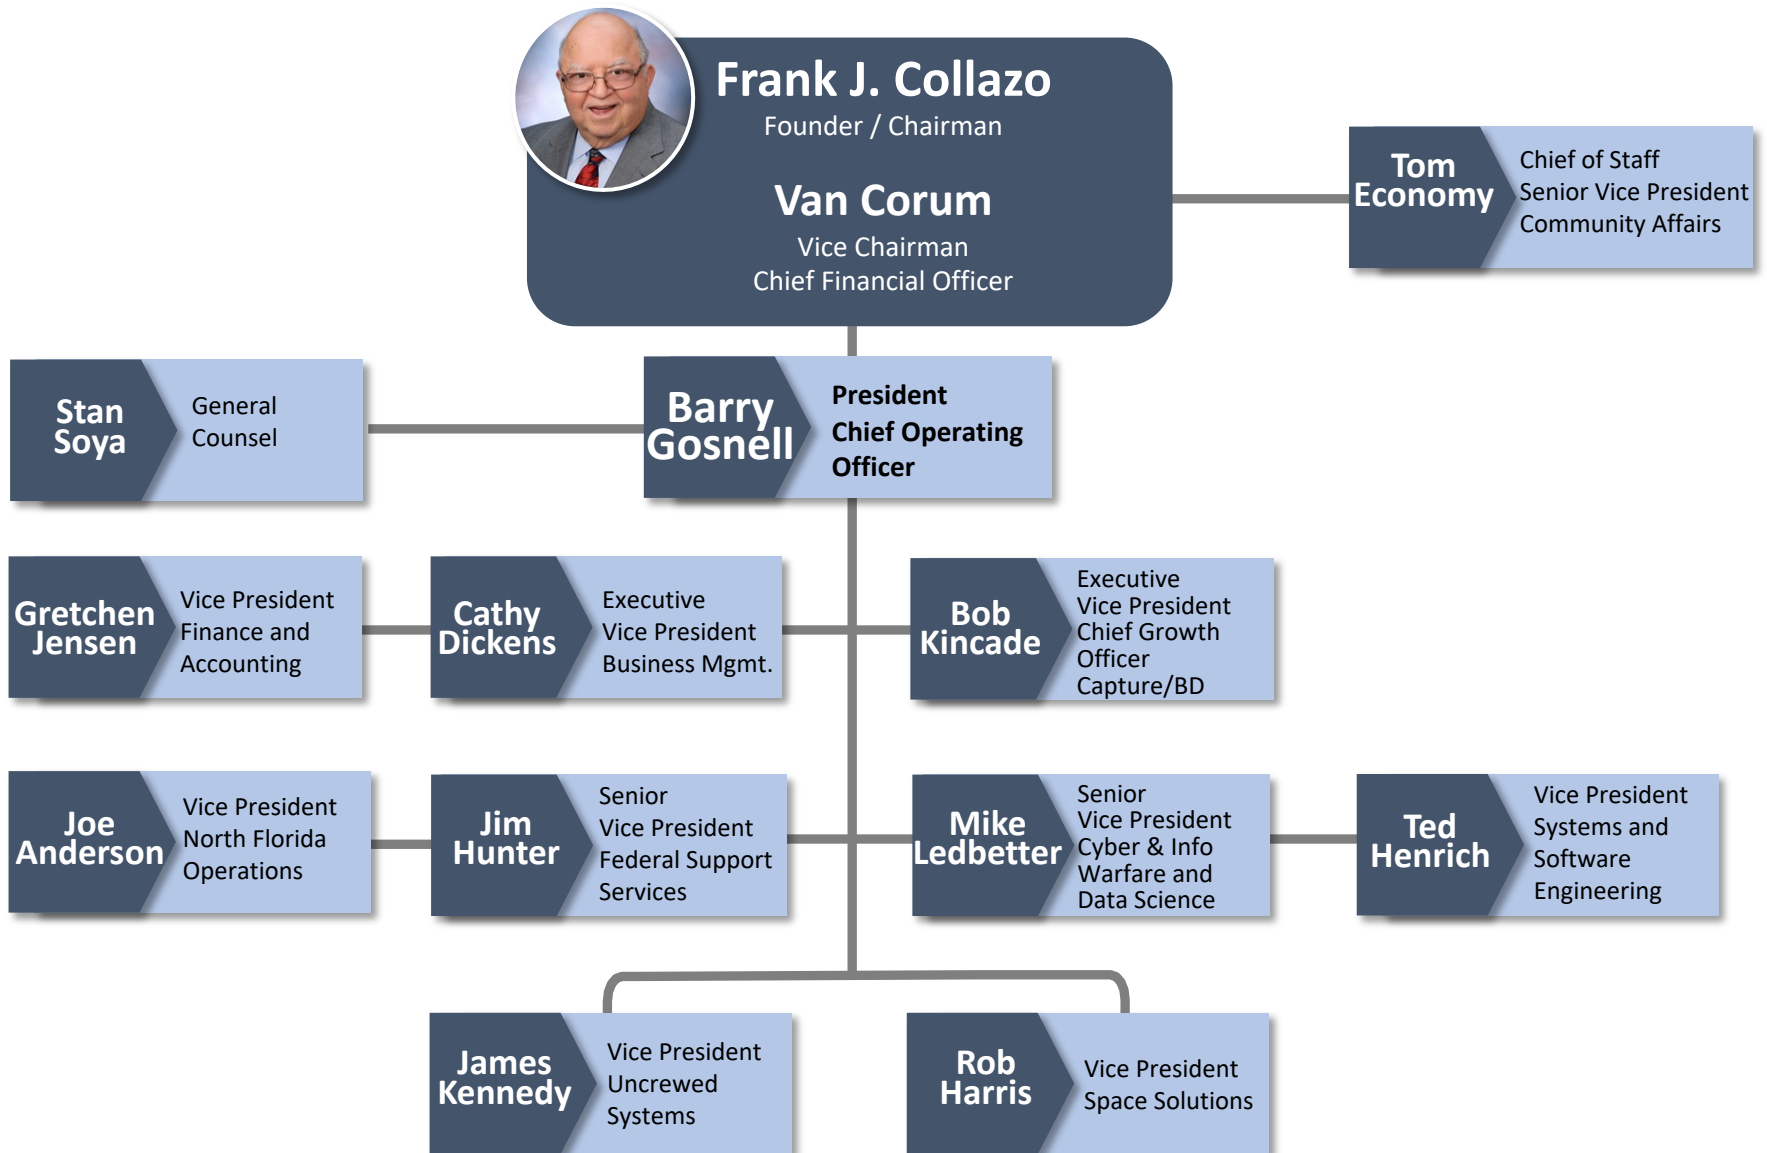 Frank J. Collazo
Founder / Chairman
Van Corum
Vice Chairman
Chief Financial Officer
Tom
Economy
Chief of Staff
Senior Vice President
Community Affairs
Stan
Soya
General
Counsel
Barry
Gosnell
President
Chief Operating
Officer
Gretchen
Jensen
Vice President
Finance and
Accounting
Cathy
Dickens
Executive
Vice President
Business Mgmt.
Bob
Kincade
Executive
Vice President
Chief Growth
Officer
Capture/BD
Joe
Anderson
Vice President
North Florida
Operations
Jim
Hunter
Senior
Vice President
Federal Support
Services
Mike
Ledbetter
Senior
Vice President
Cyber & Info
Warfare and
Data Science
Ted
Henrich
Vice President
Systems and
Software
Engineering
James
Kennedy
Vice President
Uncrewed
Systems
Rob
Harris
Vice President
Space Solutions